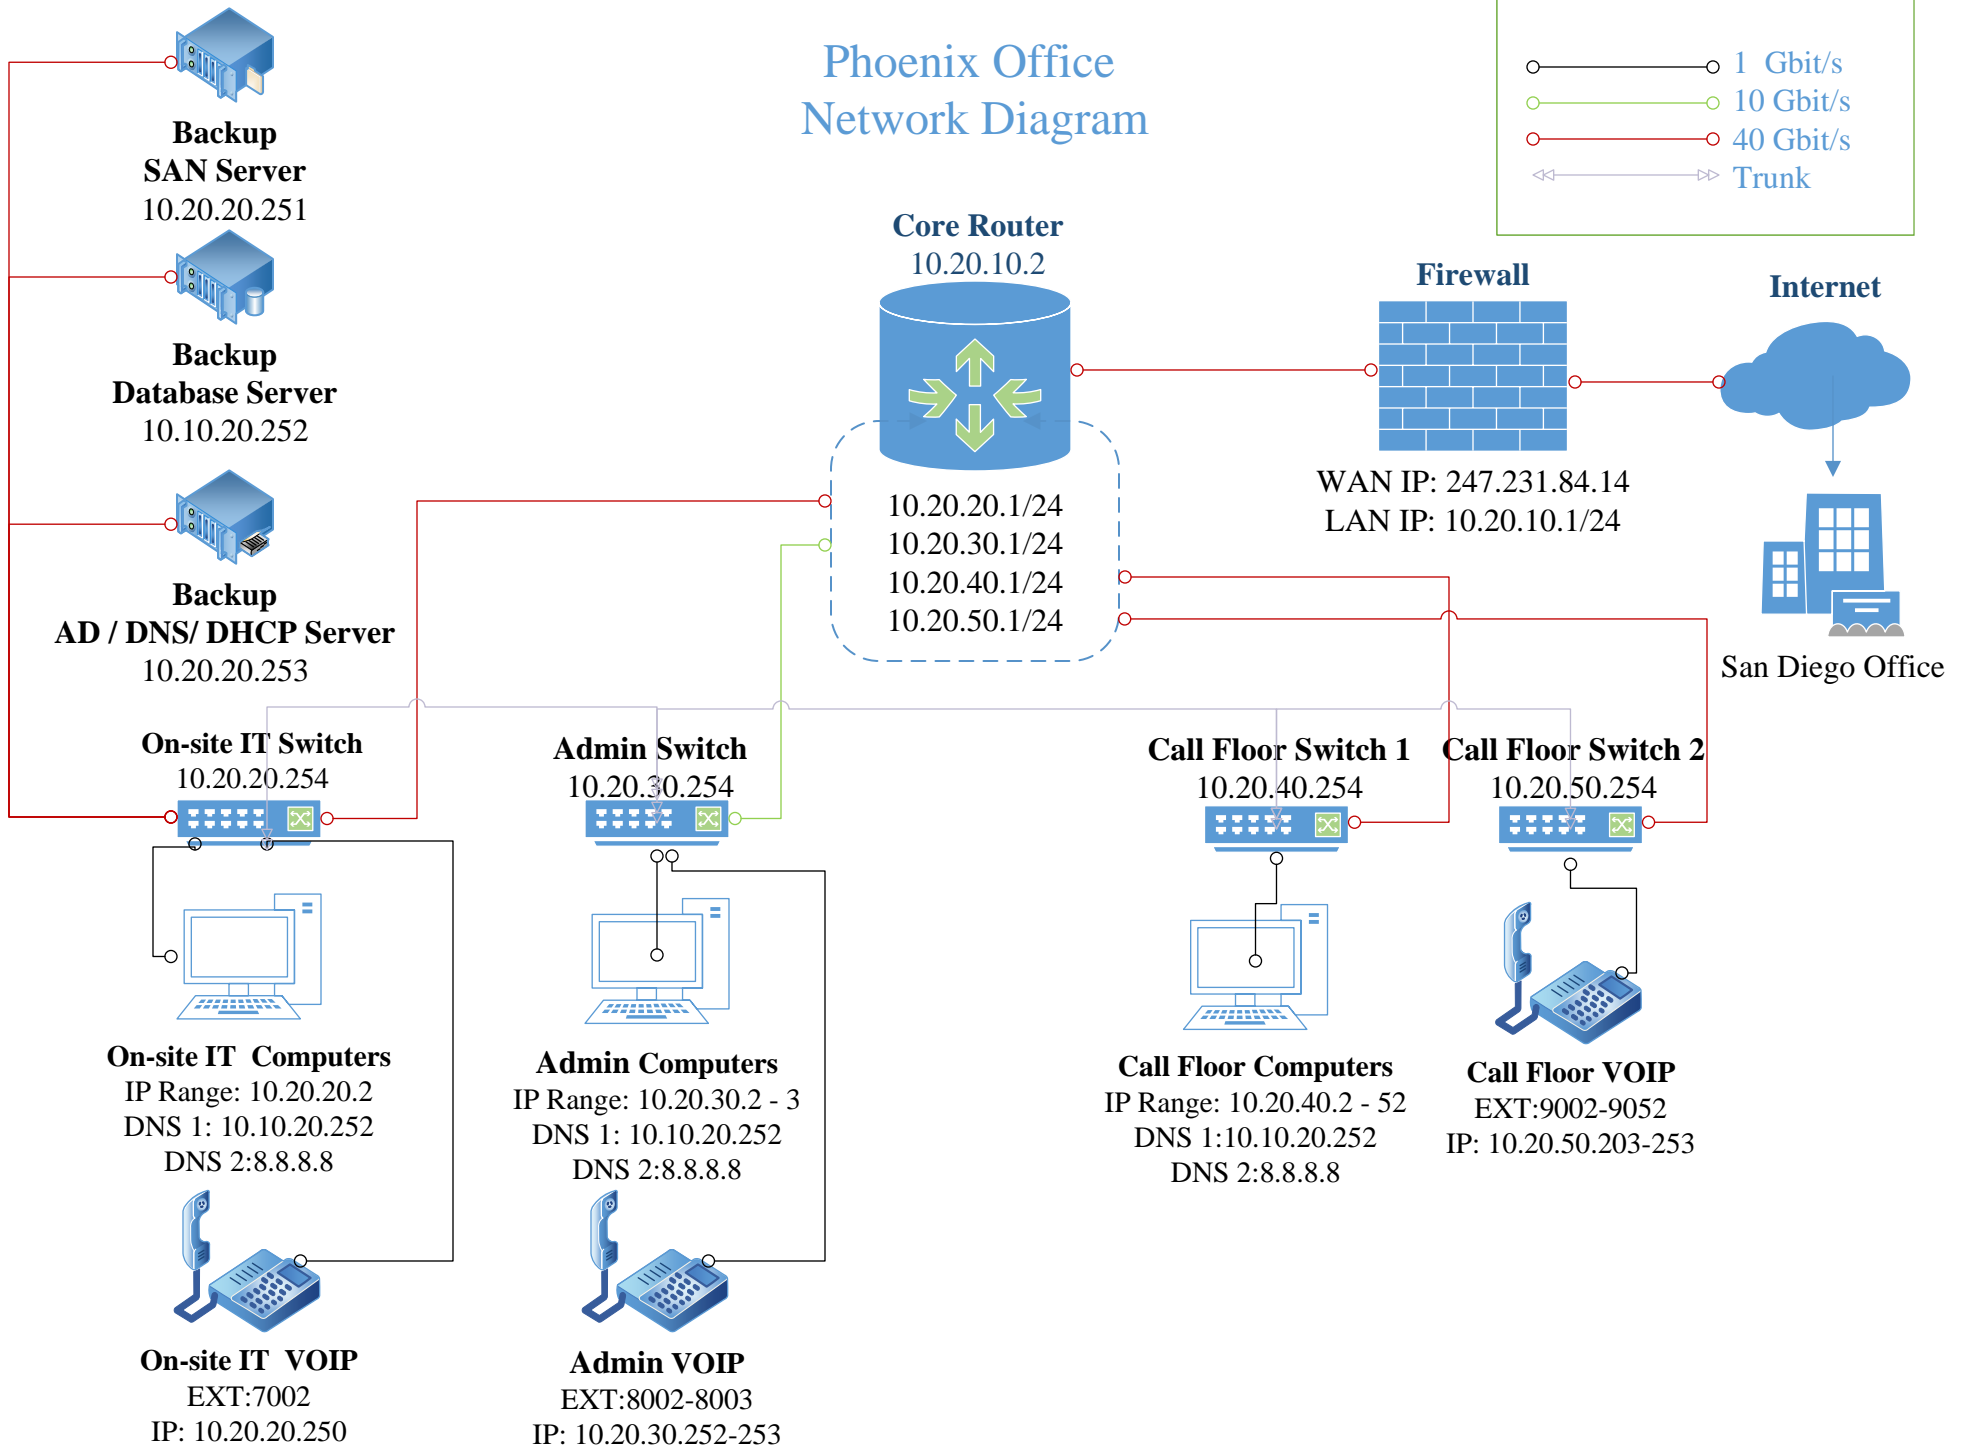 Phoenix Office
Network Diagram
1 Gbit/s
10 Gbit/s
40 Gbit/s
Trunk
Backup
SAN Server
10.20.20.251
Backup
Database Server
10.10.20.252
Backup
AD / DNS/ DHCP Server
10.20.20.253
Core Router
10.20.10.2
10.20.20.1/24
10.20.30.1/24
10.20.40.1/24
10.20.50.1/24
Firewall
WAN IP: 247.231.84.14
LAN IP: 10.20.10.1/24
Internet
San Diego Office
On-site IT Switch
10.20.20.254
Admin Switch
10.20.30.254
Call Floor Switch 1
10.20.40.254
Call Floor Switch 2
10.20.50.254
On-site IT Computers
IP Range: 10.20.20.2
DNS 1: 10.10.20.252
DNS 2:8.8.8.8
Admin Computers
IP Range: 10.20.30.2 - 3
DNS 1: 10.10.20.252
DNS 2:8.8.8.8
Call Floor Computers
IP Range: 10.20.40.2 - 52
DNS 1:10.10.20.252
DNS 2:8.8.8.8
Call Floor VOIP
EXT:9002-9052
IP: 10.20.50.203-253
On-site IT VOIP
EXT:7002
IP: 10.20.20.250
Admin VOIP
EXT:8002-8003
IP: 10.20.30.252-253